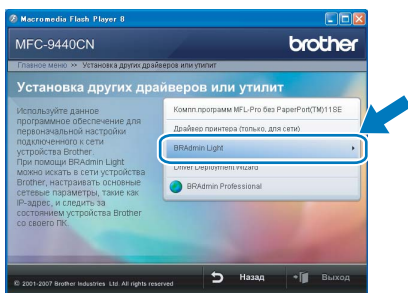 Macromedia Flash Player 8
MFC-9440CN
brother
Главное меню >> Установка других драйверов или утилит
Установка других драйверов или утилит
Используйте данное
программное обеспечение для
первоначальной настройки
подключенного к сети
устройства Brother.
При помощи BRAdmin Light
можно искать в сети устройства
Brother, настраивать основные
сетевые параметры, такие как
IP-адрес, и следить за
состоянием устройства Brother
со своего ПК.
Компл.программ MFL-Pro без PaperPort(TM)11SE
Драйвер принтера (только, для сети)
BRAdmin Light
Driver Deployment Wizard
BRAdmin Professional
© 2001-2007 Brother Industries Ltd. All rights reserved
Назад
Выход